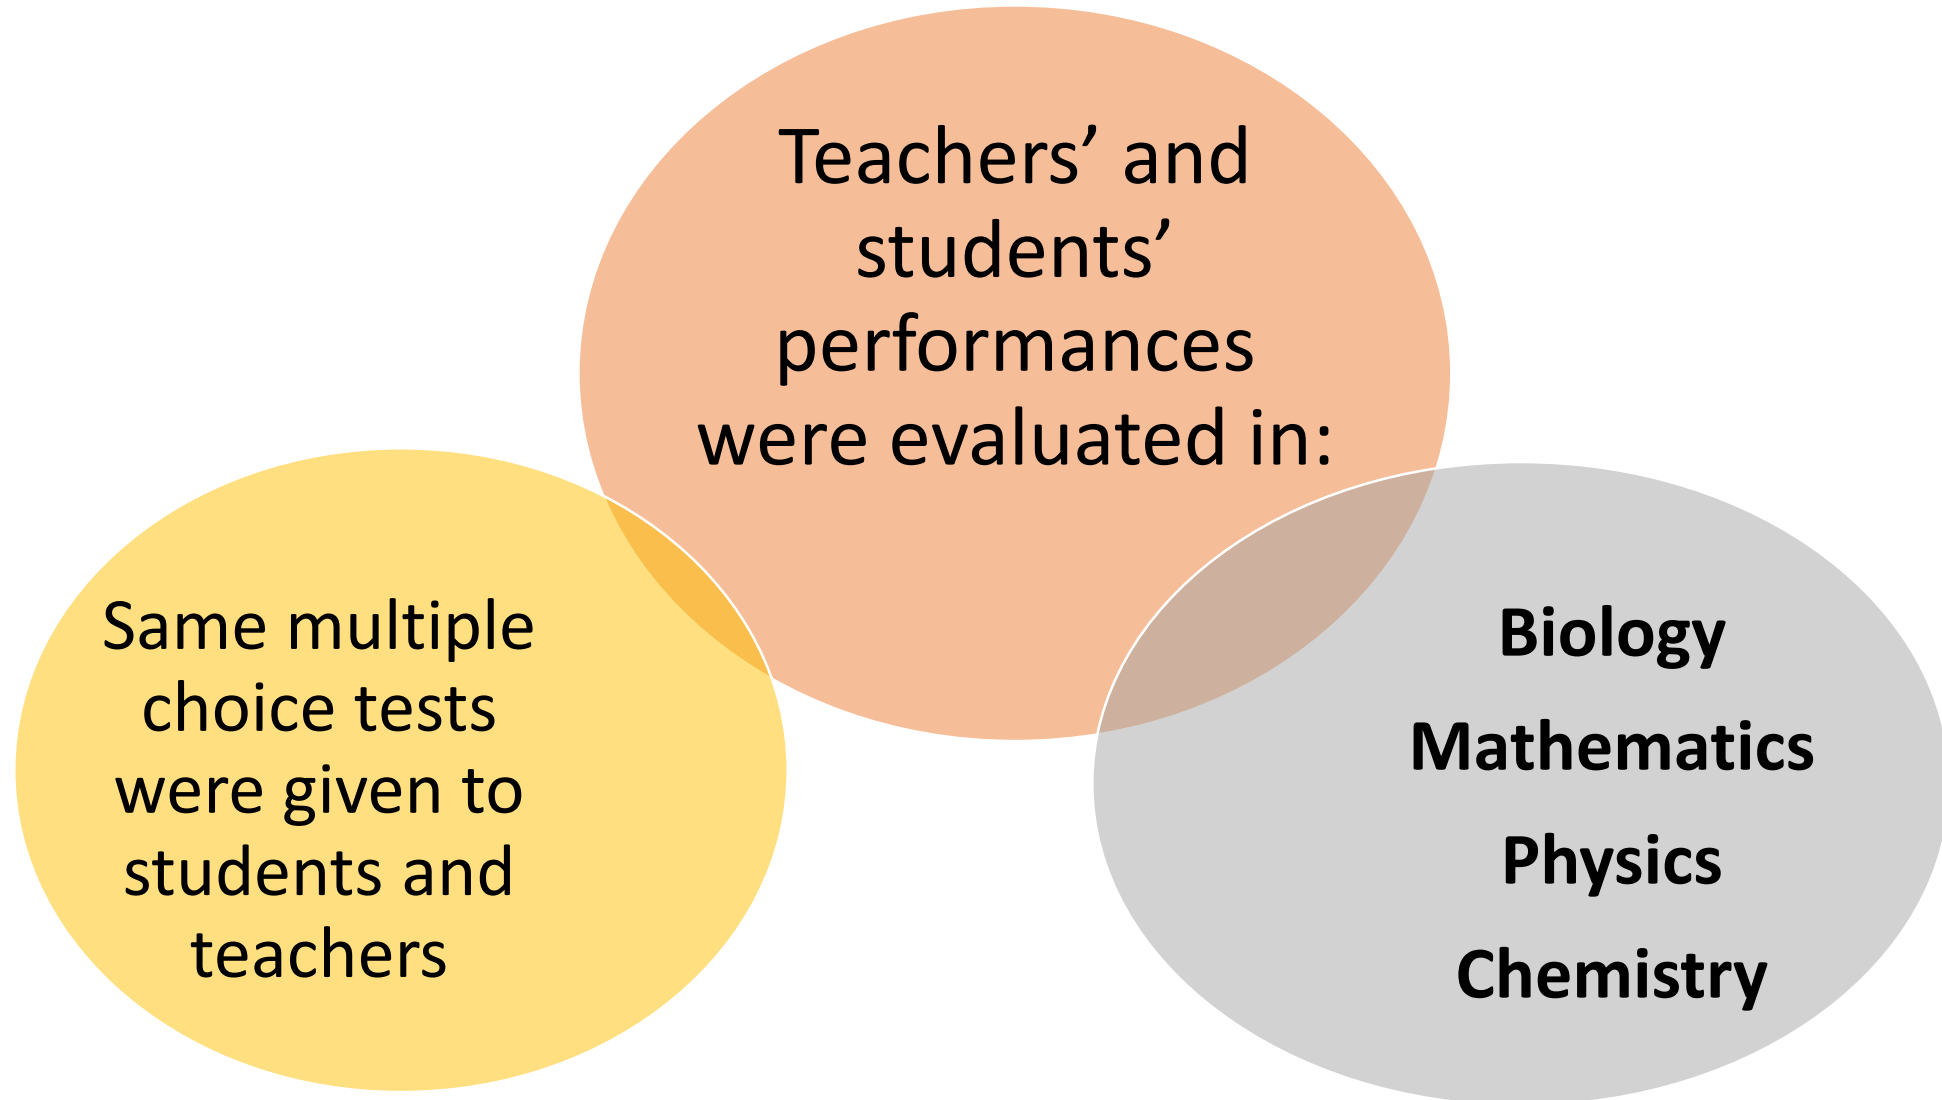 Teachers’ and
students’
performances
were evaluated in:
Same multiple
choice tests
were given to
students and
teachers
Biology
Mathematics
Physics
Chemistry